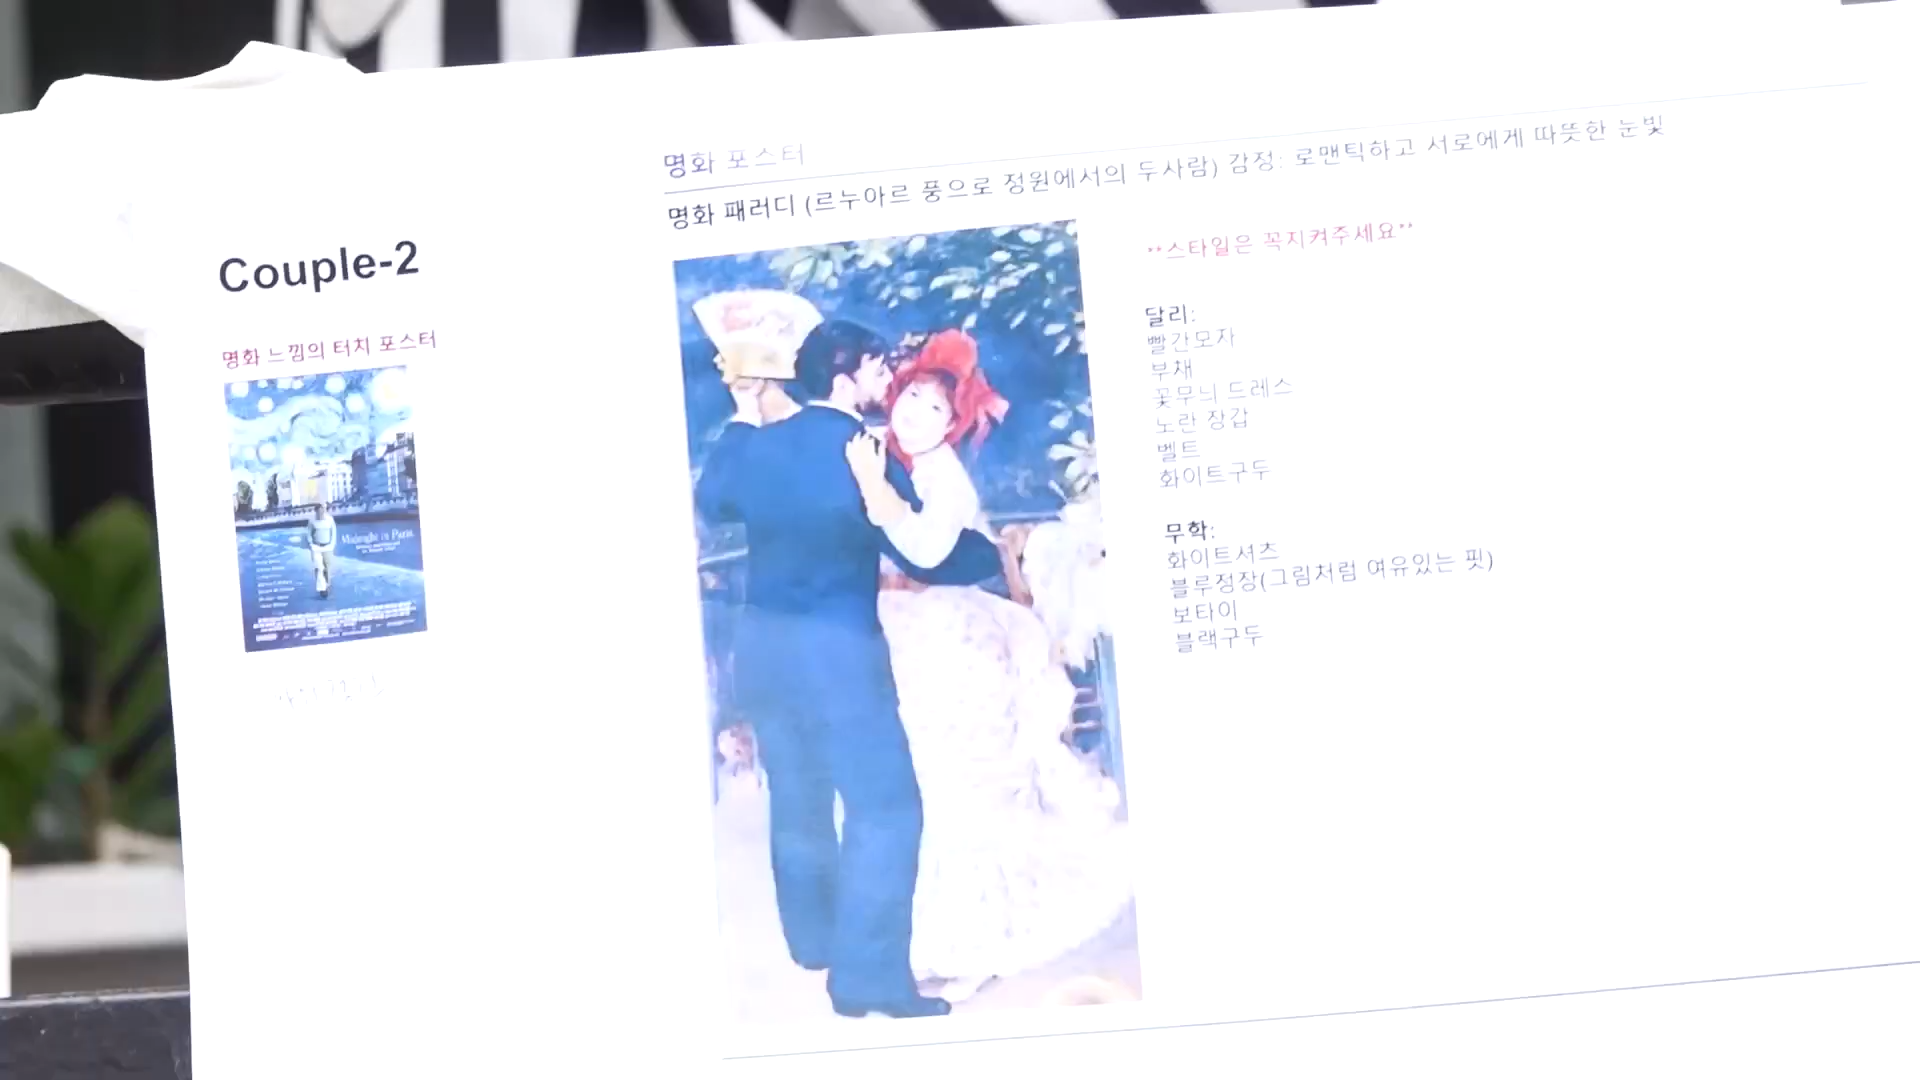 명화 포스터
명화 패러디 (르누아르 풍으로 정원에서의 두사람) 감정: 로맨틱하고 서로에게 따뜻한 눈빛
Couple-2
명화 느낌의 터치 포스터
Midnight in Paris
**스타일은 꼭지켜주세요**
달리:
빨간모자
부채
꽃무늬 드레스
노란 장갑
벨트
화이트구두
무학:
화이트셔츠
블루정장(그림처럼 여유있는 핏)
보타이
블랙구두